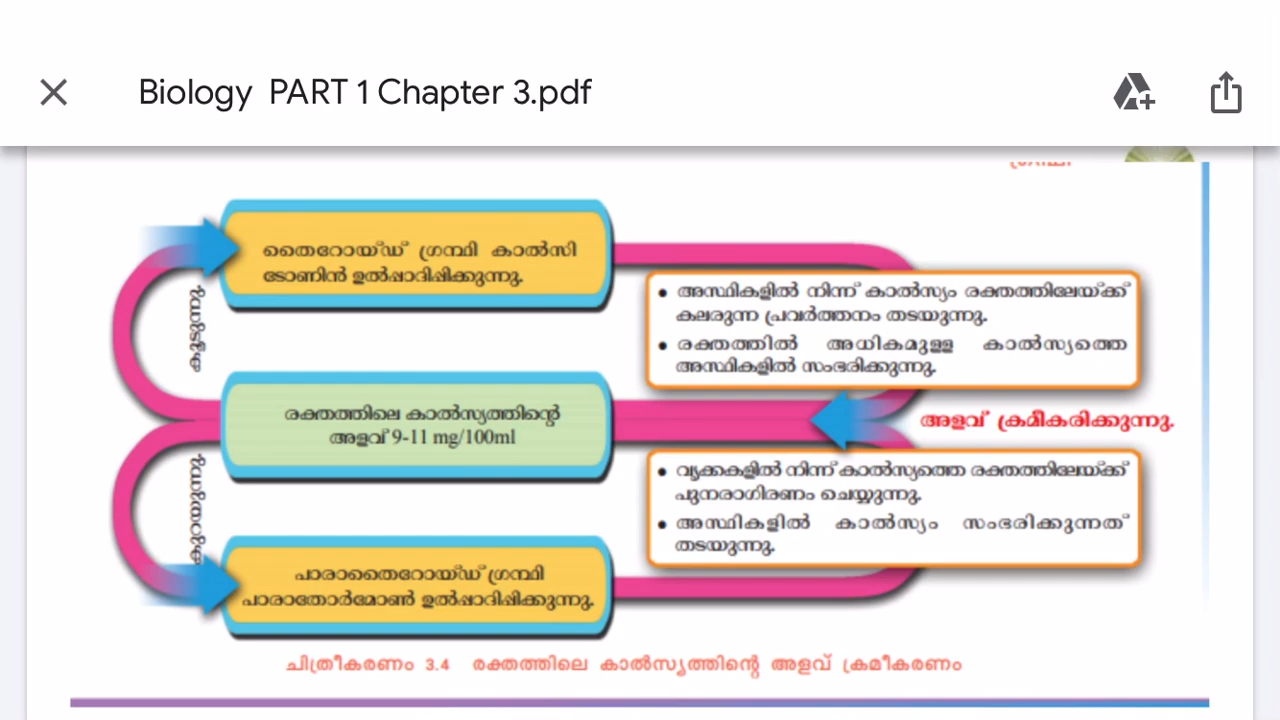 Biology PART 1 Chapter 3.pdf
തൈറോയ്ഡ് ഗ്രന്ഥി കാൽസി
ടോണിൻ ഉൽപ്പാദിപ്പിക്കുന്നു.
കൂടുന്നു
• അസ്ഥികളിൽ നിന്ന് കാൽസ്യം രക്തത്തിലേയ്ക്ക്
കലരുന്ന പ്രവർത്തനം തടയുന്നു.
• രക്തത്തിൽ അധികമുള്ള കാൽസ്യത്തെ
അസ്ഥികളിൽ സംഭരിക്കുന്നു.
രക്തത്തിലെ കാൽസ്യത്തിന്റെ
അളവ് 9-11 mg/100ml
അളവ് ക്രമീകരിക്കുന്നു.
കുറയുന്നു
• വൃക്കകളിൽ നിന്ന് കാൽസ്യത്തെ രക്തത്തിലേയ്ക്ക്
പുനരാഗിരണം ചെയ്യുന്നു.
• അസ്ഥികളിൽ കാൽസ്യം സംഭരിക്കുന്നത്
തടയുന്നു.
പാരാതൈറോയ്ഡ് ഗ്രന്ഥി
പാരാതോർമോൺ ഉൽപ്പാദിപ്പിക്കുന്നു.
ചിത്രീകരണം 3.4 രക്തത്തിലെ കാൽസ്യത്തിന്റെ അളവ് ക്രമീകരണം